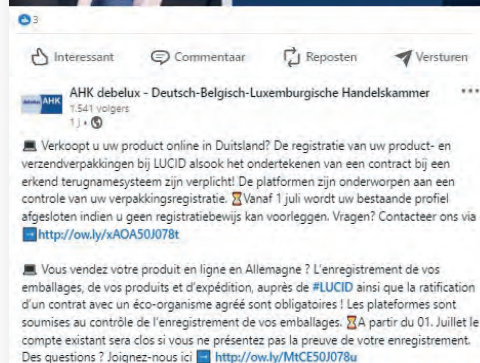 3
Interessant Commentaar Reposten Versturen
AHK debelux - Deutsch-Belgisch-Luxemburgische Handelskammer
AHK
1.541 volgers
1 j •
Verkoopt u uw product online in Duitsland? De registratie van uw product- en
verzendverpakkingen bij LUCID alsook het ondertekenen van een contract bij een
erkend terugnamesysteem zijn verplicht! De platformen zijn onderworpen aan een
controle van uw verpakkingsregistratie. ⌛Vanaf 1 juli wordt uw bestaande profiel
afgesloten indien u geen registratiebewijs kan voorleggen. Vragen? Contacteer ons via
➡http://ow.ly/xAOA50J078t
Vous vendez votre produit en ligne en Allemagne ? L'enregistrement de vos
emballages, de vos produits et d'expédition, auprès de #LUCID ainsi que la ratification
d'un contrat avec un éco-organisme agréé sont obligatoires ! Les plateformes sont
soumises au contrôle de l'enregistrement de vos emballages. ⌛A partir du 01. Juillet le
compte existant sera clos si vous ne présentez pas la preuve de votre enregistrement.
Des questions ? Joignez-nous ici ➡ http://ow.ly/MtCE50J078u